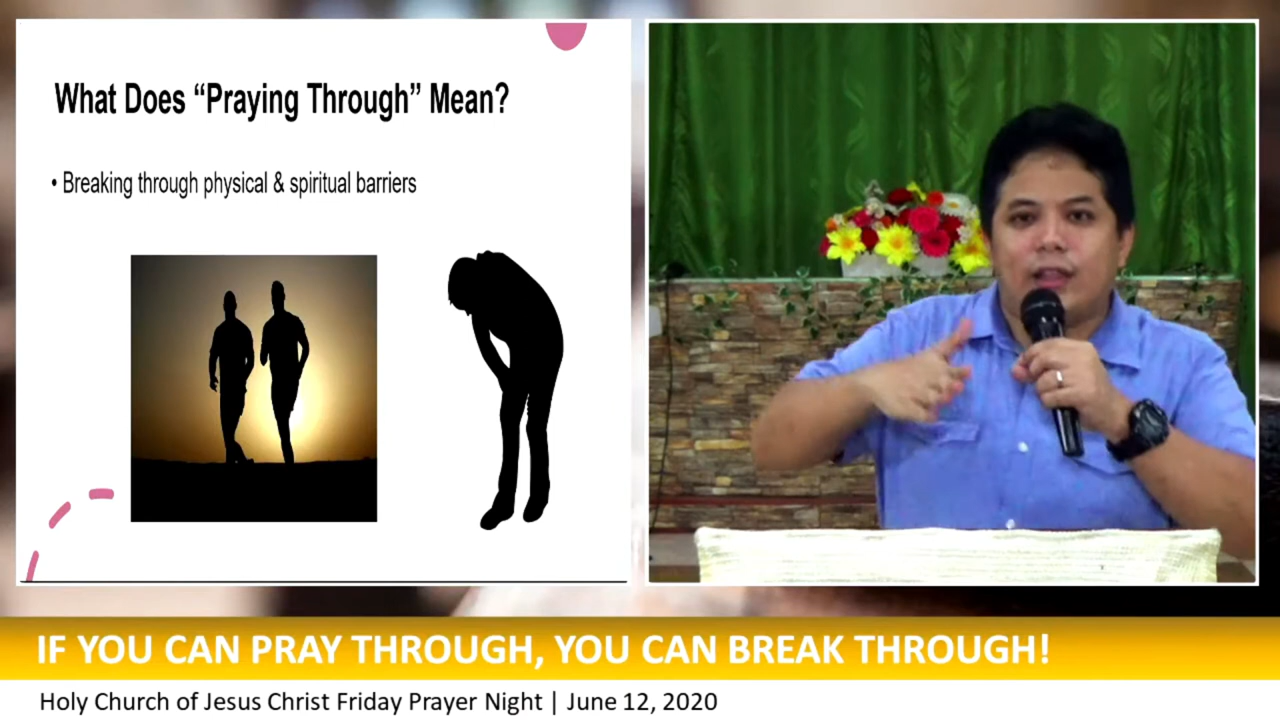 What Does “Praying Through” Mean?
• Breaking through physical & spiritual barriers
IF YOU CAN PRAY THROUGH, YOU CAN BREAK THROUGH!
Holy Church of Jesus Christ Friday Prayer Night | June 12, 2020